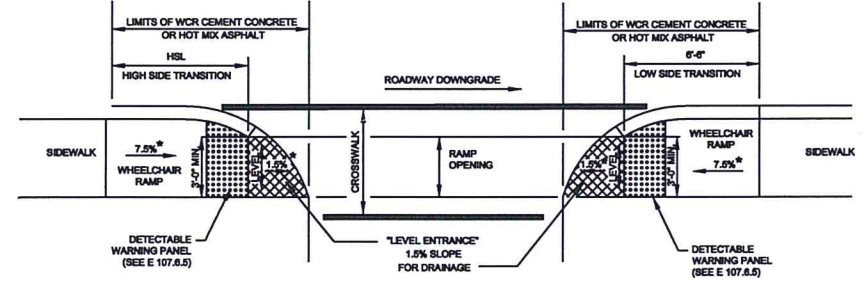 LIMITS OF WCR CEMENT CONCRETE
OR HOT MIX ASPHALT
LIMITS OF WCR CEMENT CONCRETE
OR HOT MIX ASPHALT
HSL
HIGH SIDE TRANSITION
ROADWAY DOWNGRADE
6'-6"
LOW SIDE TRANSITION
SIDEWALK
7.5%*
WHEELCHAIR
RAMP
3'-0" MIN.
LEVEL
1.5%*
CROSSWALK
RAMP
OPENING
1.5%*
LEVEL
3'-0" MIN.
WHEELCHAIR
RAMP
7.5%*
SIDEWALK
DETECTABLE
WARNING PANEL
(SEE E 107.6.5)
"LEVEL ENTRANCE"
1.5% SLOPE
FOR DRAINAGE
DETECTABLE
WARNING PANEL
(SEE E 107.6.5)